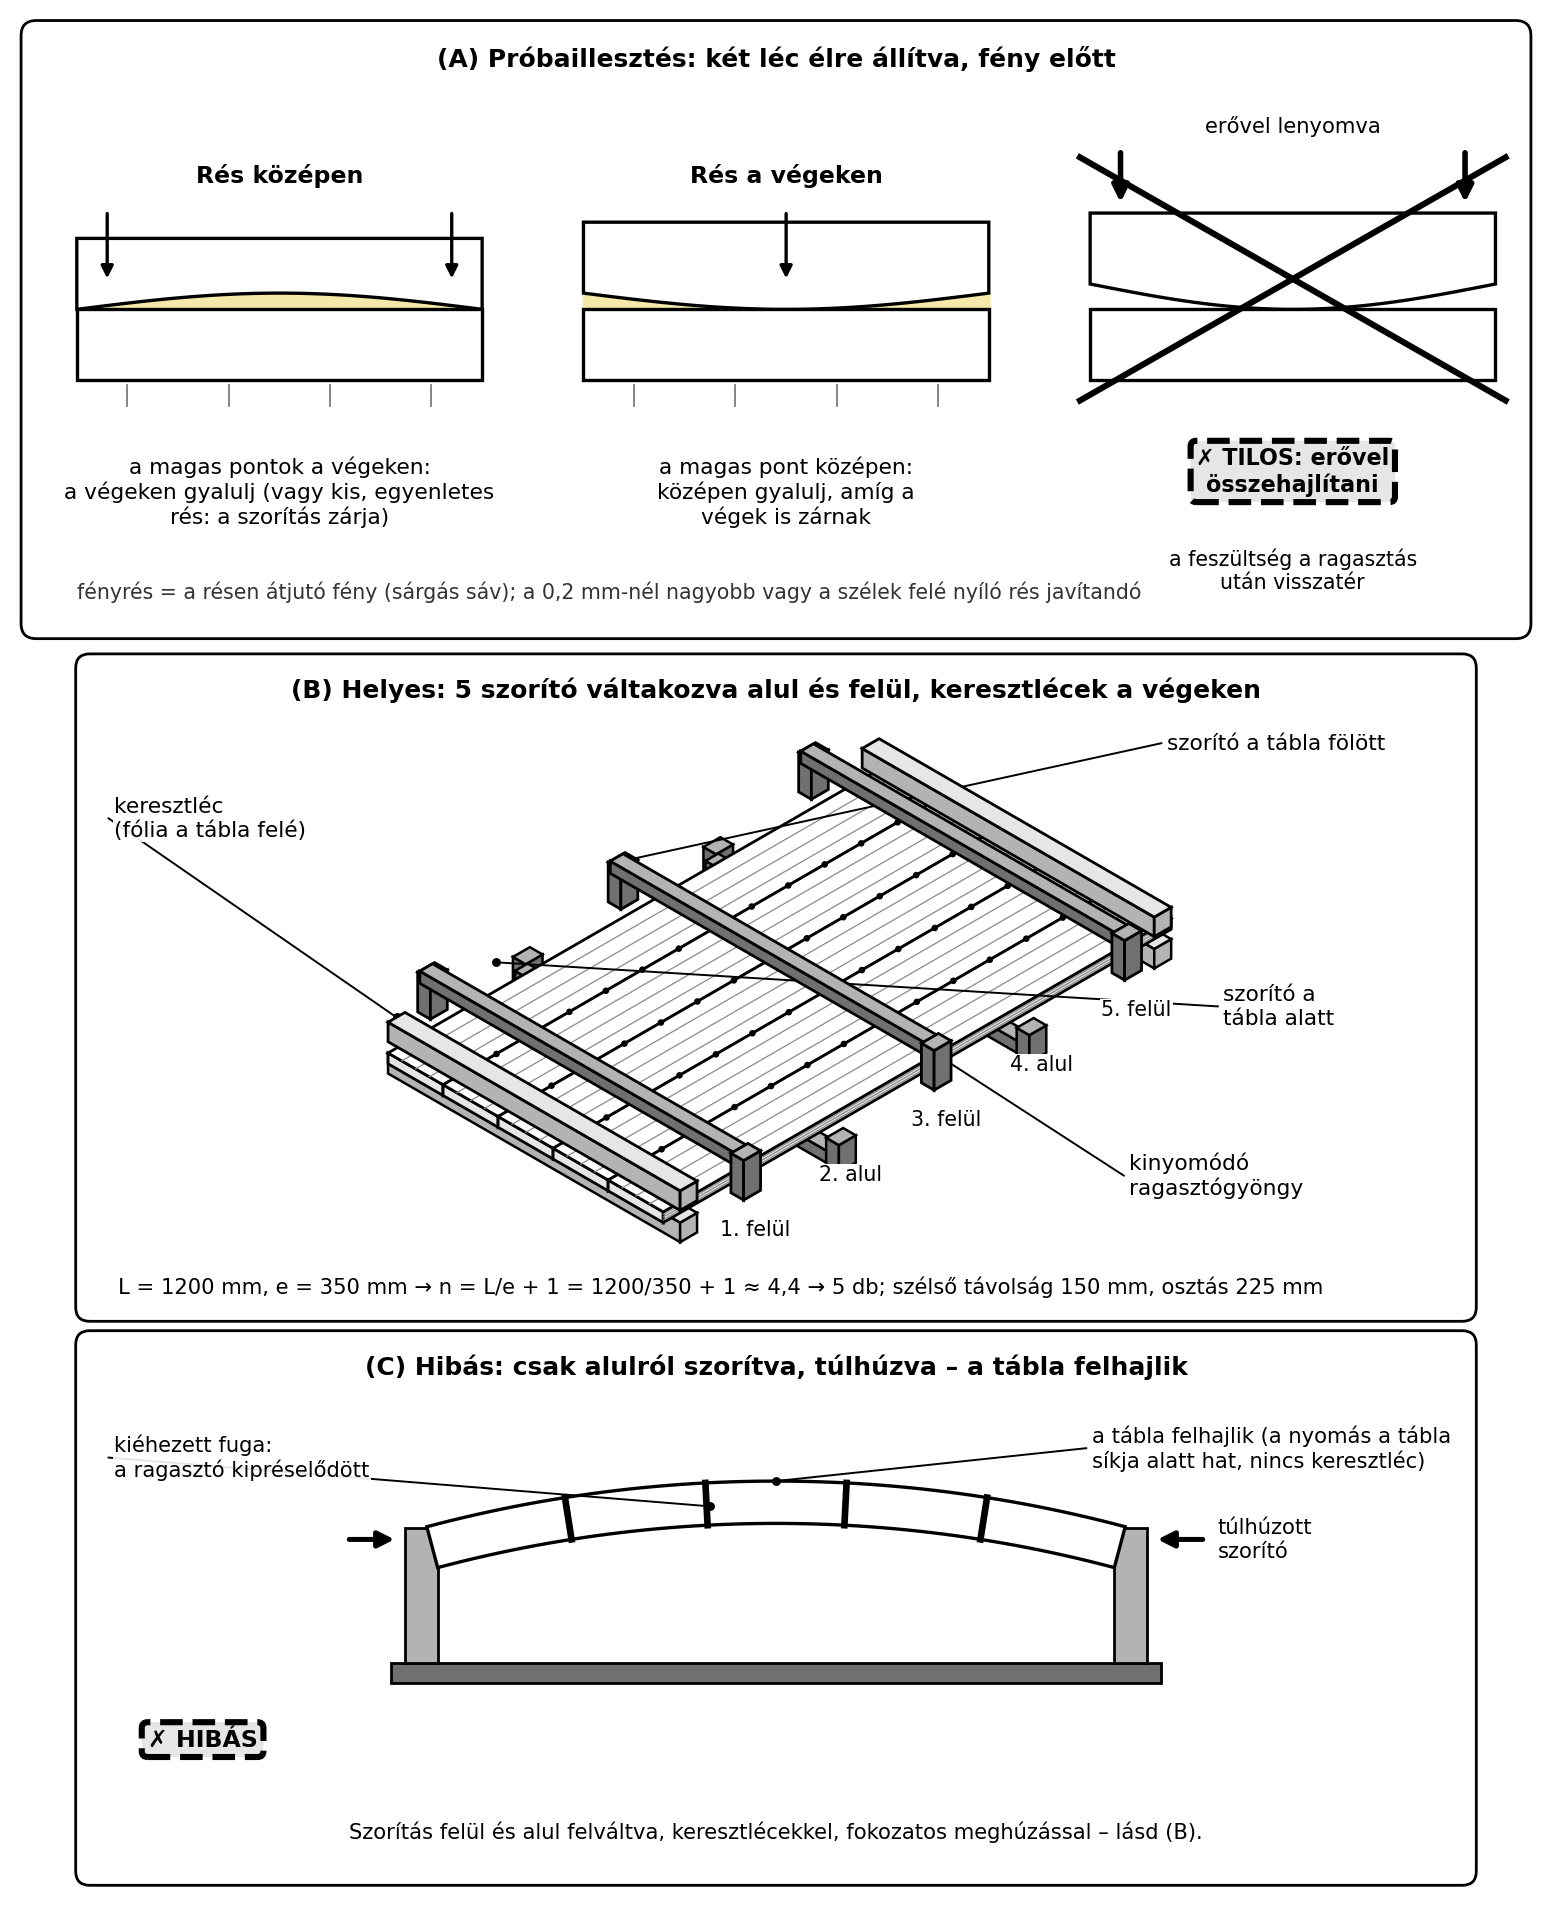 (A) Próbaillesztés: két léc élre állítva, fény előtt
erővel lenyomva
Rés középen
Rés a végeken
a magas pontok a végeken:
a végeken gyalulj (vagy kis, egyenletes
rés: a szorítás zárja)
a magas pont középen:
középen gyalulj, amíg a
végek is zárnak
✗ TILOS: erővel
összehajlítani
a feszültség a ragasztás
után visszatér
fényrés = a résen átjutó fény (sárgás sáv); a 0,2 mm-nél nagyobb vagy a szélek felé nyíló rés javítandó
(B) Helyes: 5 szorító váltakozva alul és felül, keresztlécek a végeken
szorító a tábla fölött
keresztléc
(fólia a tábla felé)
szorító a
tábla alatt
5. felül
4. alul
3. felül
2. alul
1. felül
kinyomódó
ragasztógyöngy
L = 1200 mm, e = 350 mm → n = L/e + 1 = 1200/350 + 1 ≈ 4,4 → 5 db; szélső távolság 150 mm, osztás 225 mm
(C) Hibás: csak alulról szorítva, túlhúzva – a tábla felhajlik
kiéhezett fuga:
a ragasztó kipréselődött
a tábla felhajlik (a nyomás a tábla
síkja alatt hat, nincs keresztléc)
túlhúzott
szorító
✗ HIBÁS
Szorítás felül és alul felváltva, keresztlécekkel, fokozatos meghúzással – lásd (B).